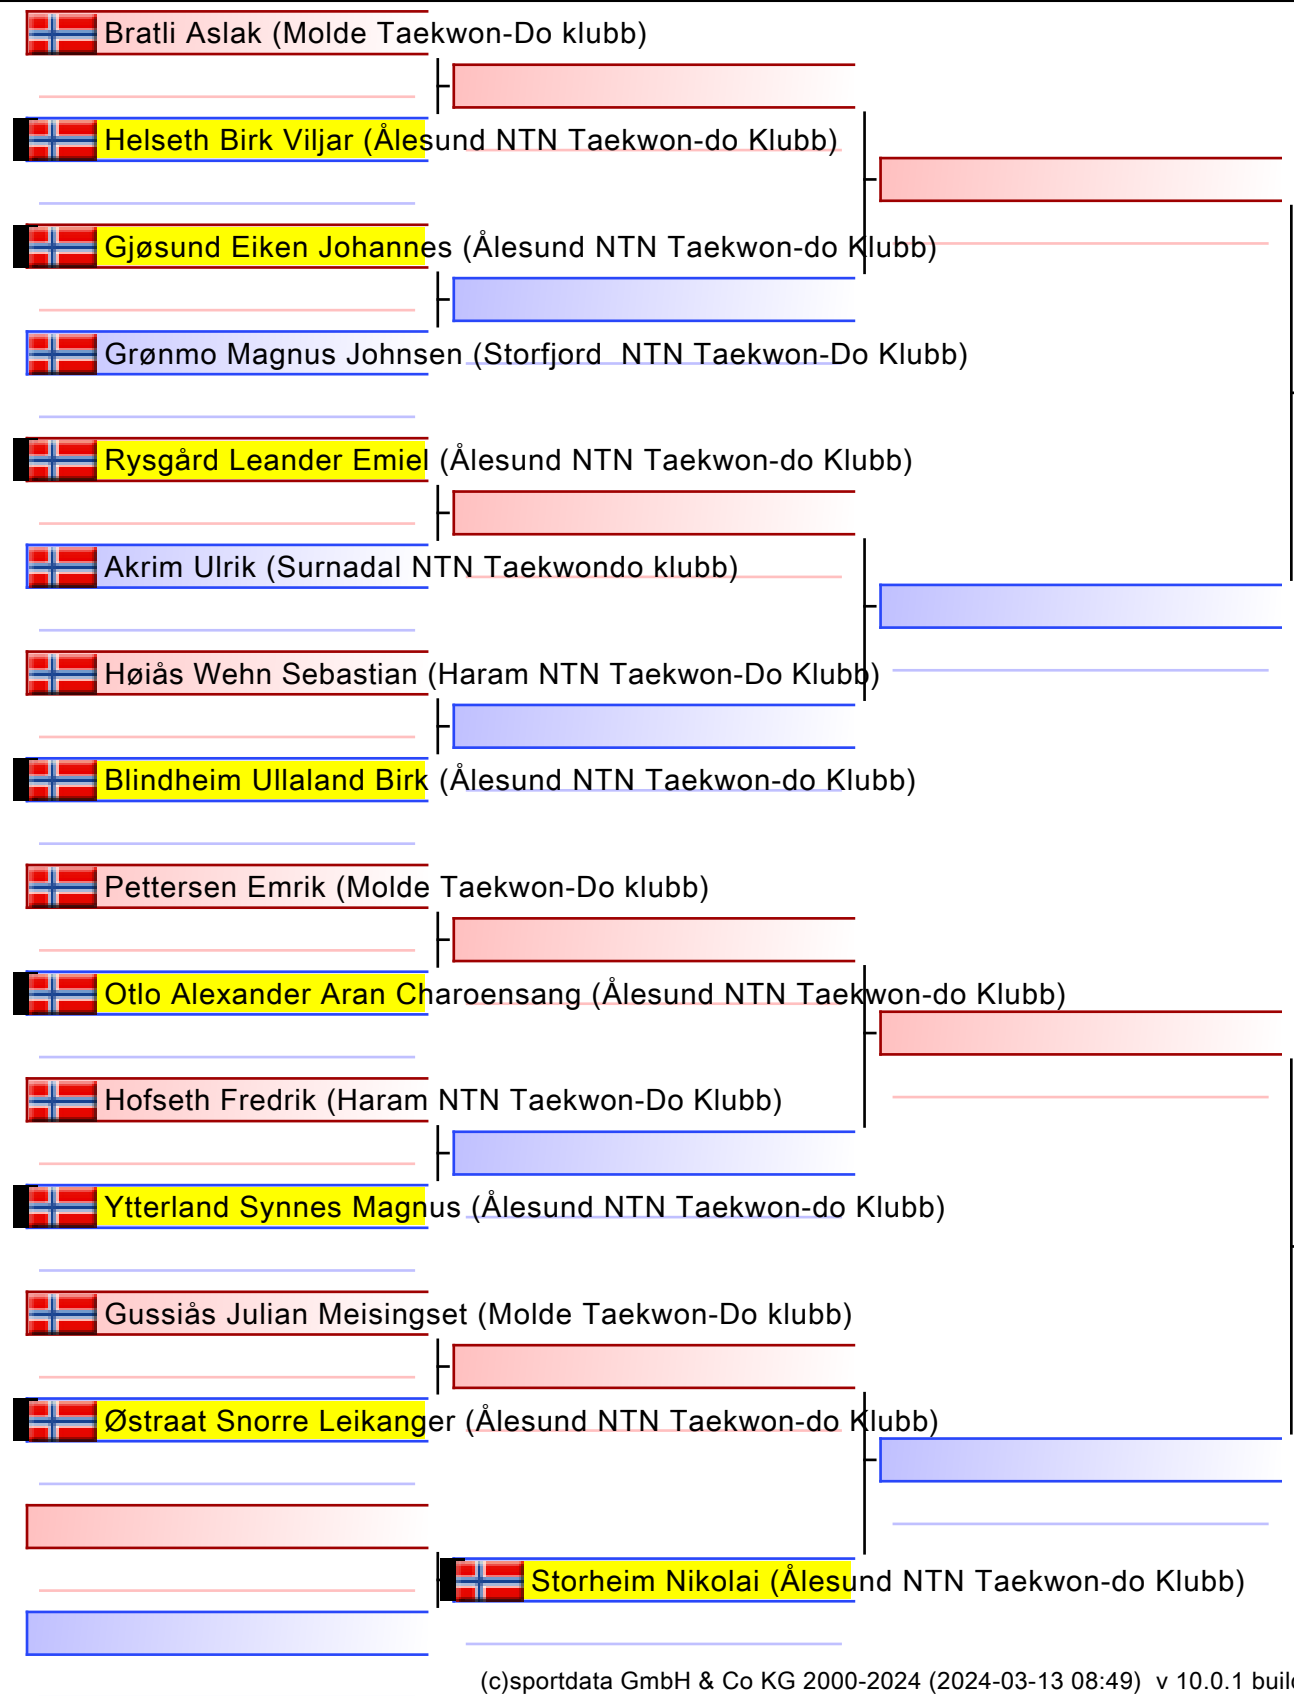 Bratli Aslak (Molde Taekwon-Do klubb)
Helseth Birk Viljar (Ålesund NTN Taekwon-do Klubb)
Gjøsund Eiken Johannes (Ålesund NTN Taekwon-do Klubb)
Grønmo Magnus Johnsen (Storfjord  NTN Taekwon-Do Klubb)
Rysgård Leander Emiel (Ålesund NTN Taekwon-do Klubb)
Akrim Ulrik (Surnadal NTN Taekwondo klubb)
Høiås Wehn Sebastian (Haram NTN Taekwon-Do Klubb)
Blindheim Ullaland Birk (Ålesund NTN Taekwon-do Klubb)
Pettersen Emrik (Molde Taekwon-Do klubb)
Otlo Alexander Aran Charoensang (Ålesund NTN Taekwon-do Klubb)
Hofseth Fredrik (Haram NTN Taekwon-Do Klubb)
Ytterland Synnes Magnus (Ålesund NTN Taekwon-do Klubb)
Gussiås Julian Meisingset (Molde Taekwon-Do klubb)
Østraat Snorre Leikanger (Ålesund NTN Taekwon-do Klubb)
Storheim Nikolai (Ålesund NTN Taekwon-do Klubb)
(c)sportdata GmbH & Co KG 2000-2024 (2024-03-13 08:49)  v 10.0.1 build